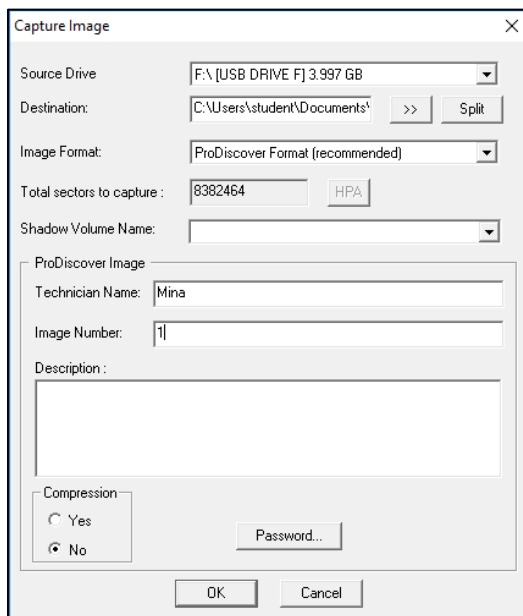 Capture Image
Source Drive F:\ [USB DRIVE F] 3.997 GB
Destination: C:\Users\student\Documents\ >> Split
Image Format: ProDiscover Format (recommended)
Total sectors to capture : 8382464 HPA
Shadow Volume Name:
ProDiscover Image
Technician Name: Mina
Image Number: 1
Description :
Compression
Yes
No
Password...
OK Cancel